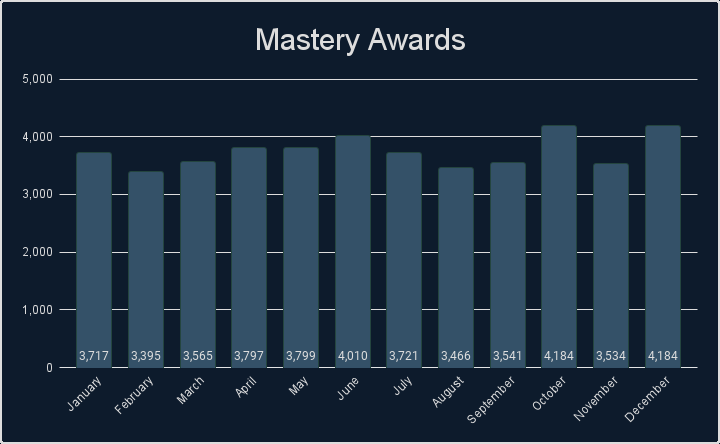 Mastery Awards
5,000
4,000
3,000
2,000
1,000
0
3,717 3,395 3,565 3,797 3,799 4,010 3,721 3,466 3,541 4,184 3,534 4,184
January February March April May June July August September October November December